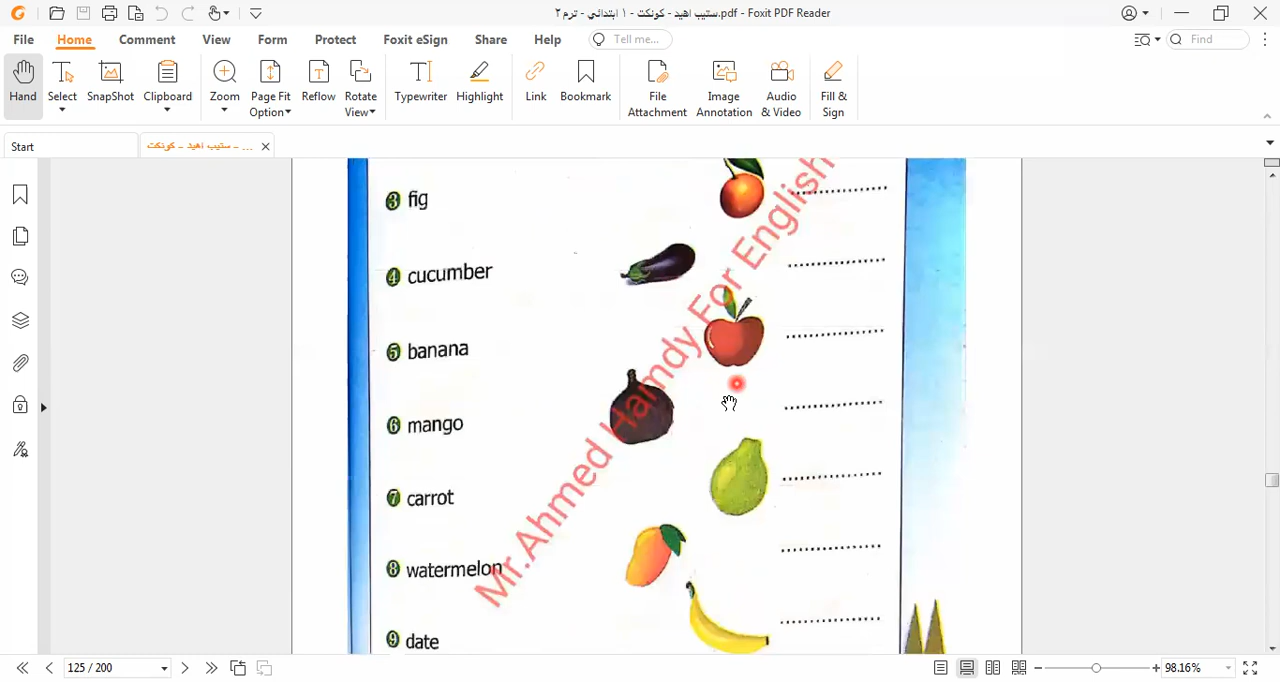 ستيب اهيد - كونكت - ١ ابتدائي - ترم ٢.pdf - Foxit PDF Reader
File Home Comment View Form Protect Foxit eSign Share Help Tell me... Find
Hand Select SnapShot Clipboard Zoom Page Fit Option Reflow Rotate View Typewriter Highlight Link Bookmark File Attachment Image Annotation Audio & Video Fill & Sign
Start
ستيب اهيد - كونكت - ...
3 fig
4 cucumber
5 banana
6 mango
7 carrot
8 watermelon
9 date
Mr.Ahmed Hamdy For English
125 / 200
98.16%